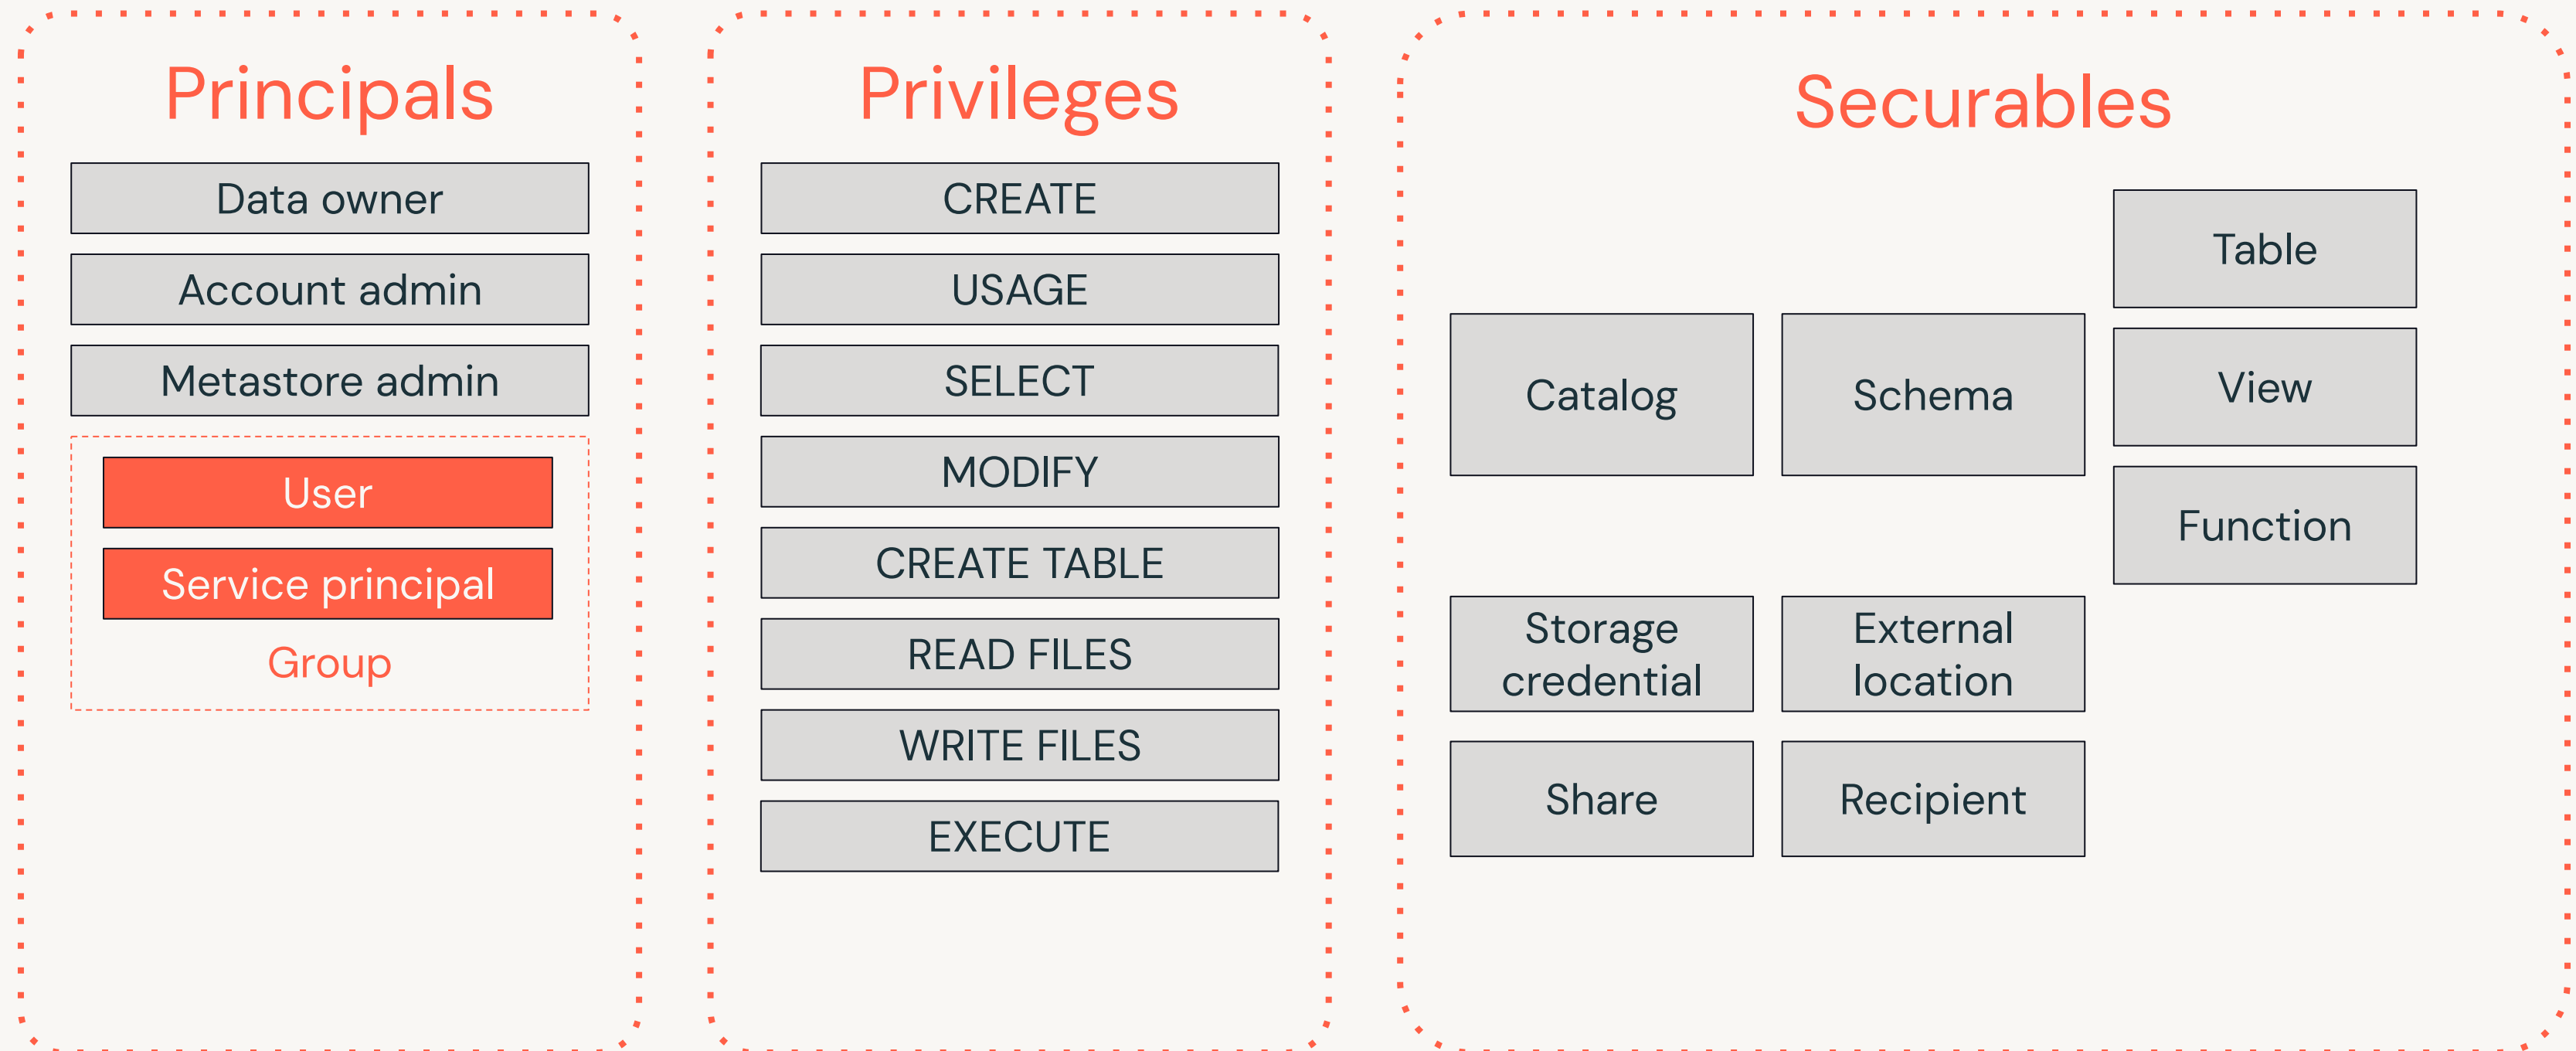 Principals
Data owner
Account admin
Metastore admin
User
Service principal
Group
Privileges
CREATE
USAGE
SELECT
MODIFY
CREATE TABLE
READ FILES
WRITE FILES
EXECUTE
Securables
Catalog
Schema
Table
View
Function
Storage
credential
External
location
Share
Recipient